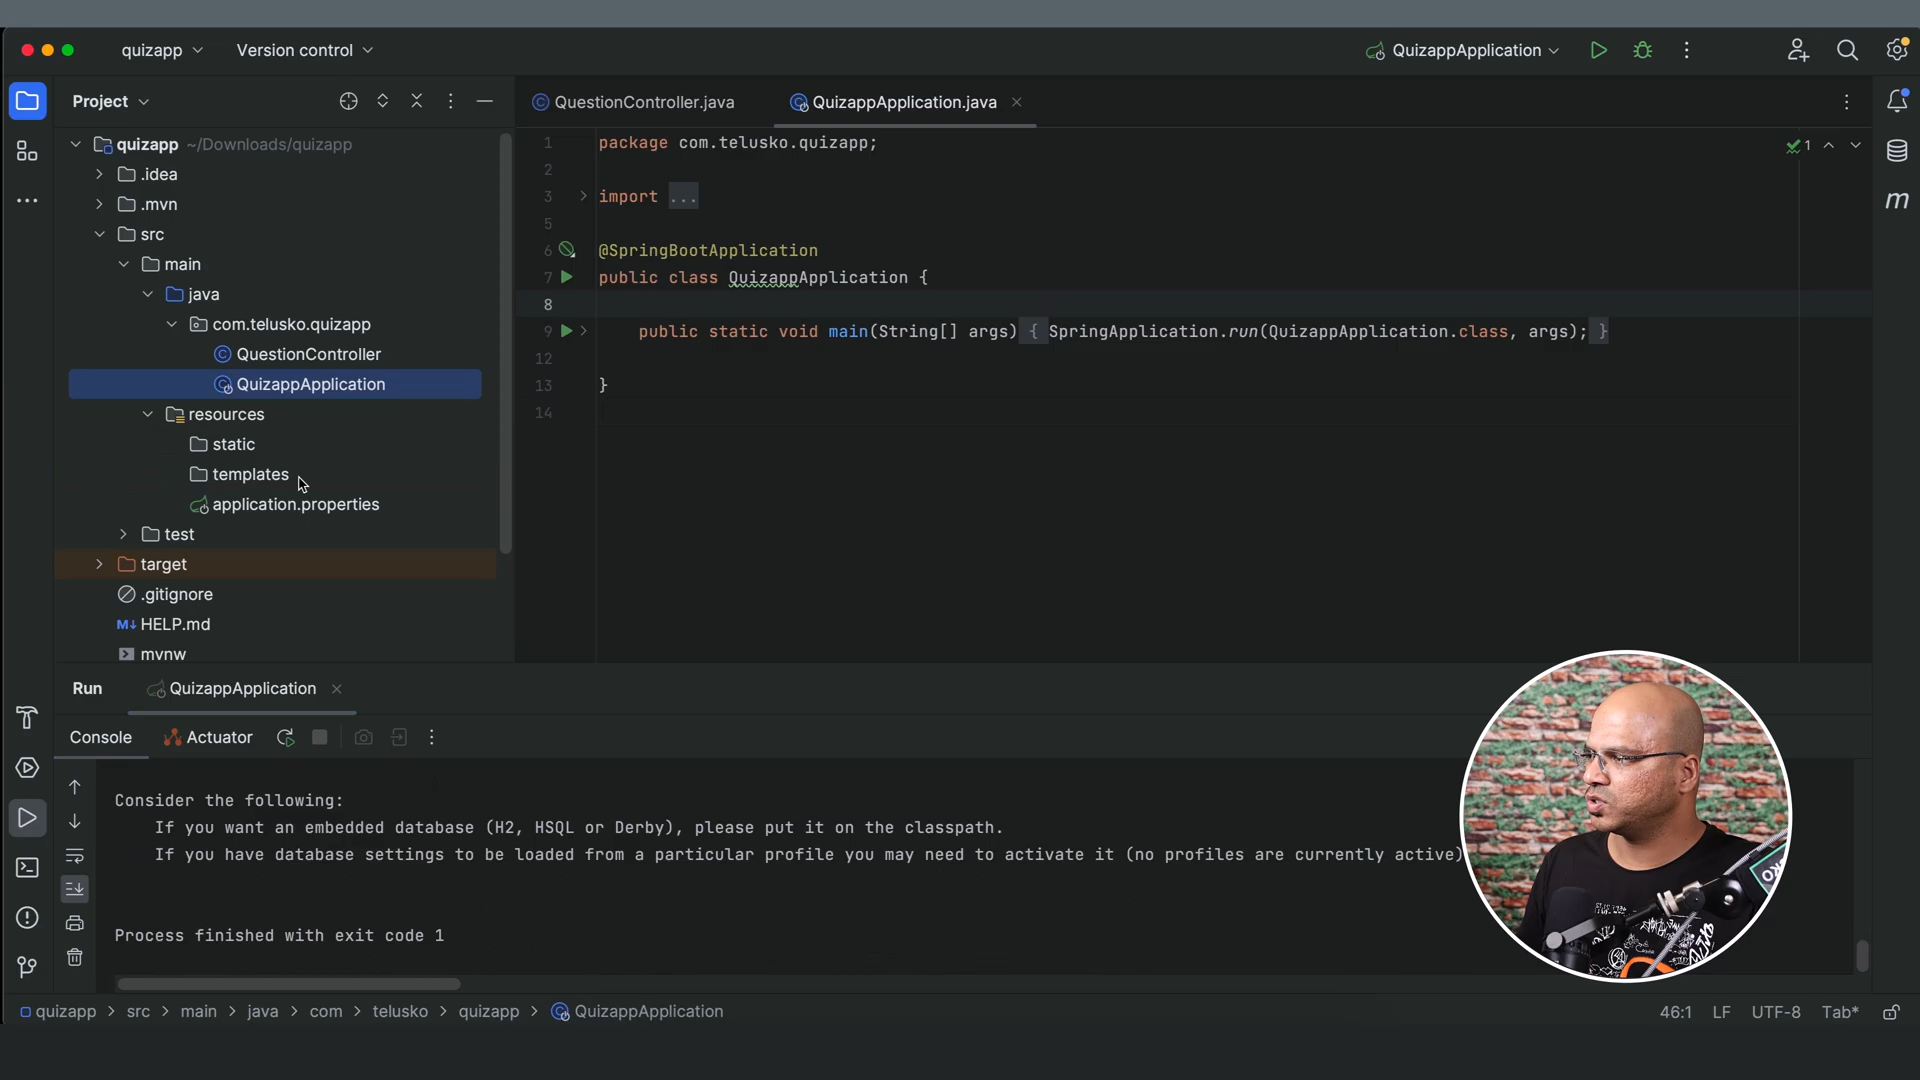 quizapp
Version control
QuizappApplication
Project
QuestionController.java
QuizappApplication.java
quizapp ~/Downloads/quizapp
.idea
.mvn
src
main
java
com.telusko.quizapp
QuestionController
QuizappApplication
resources
static
templates
application.properties
test
target
.gitignore
M↓ HELP.md
mvnw
1 package com.telusko.quizapp;
2
3 import ...
5
6 @SpringBootApplication
7 public class QuizappApplication {
8
9 public static void main(String[] args) { SpringApplication.run(QuizappApplication.class, args); }
12
13 }
14
1
m
Run
QuizappApplication
Console
Actuator
Consider the following:
If you want an embedded database (H2, HSQL or Derby), please put it on the classpath.
If you have database settings to be loaded from a particular profile you may need to activate it (no profiles are currently active)
Process finished with exit code 1
quizapp > src > main > java > com > telusko > quizapp > QuizappApplication
46:1 LF UTF-8 Tab*